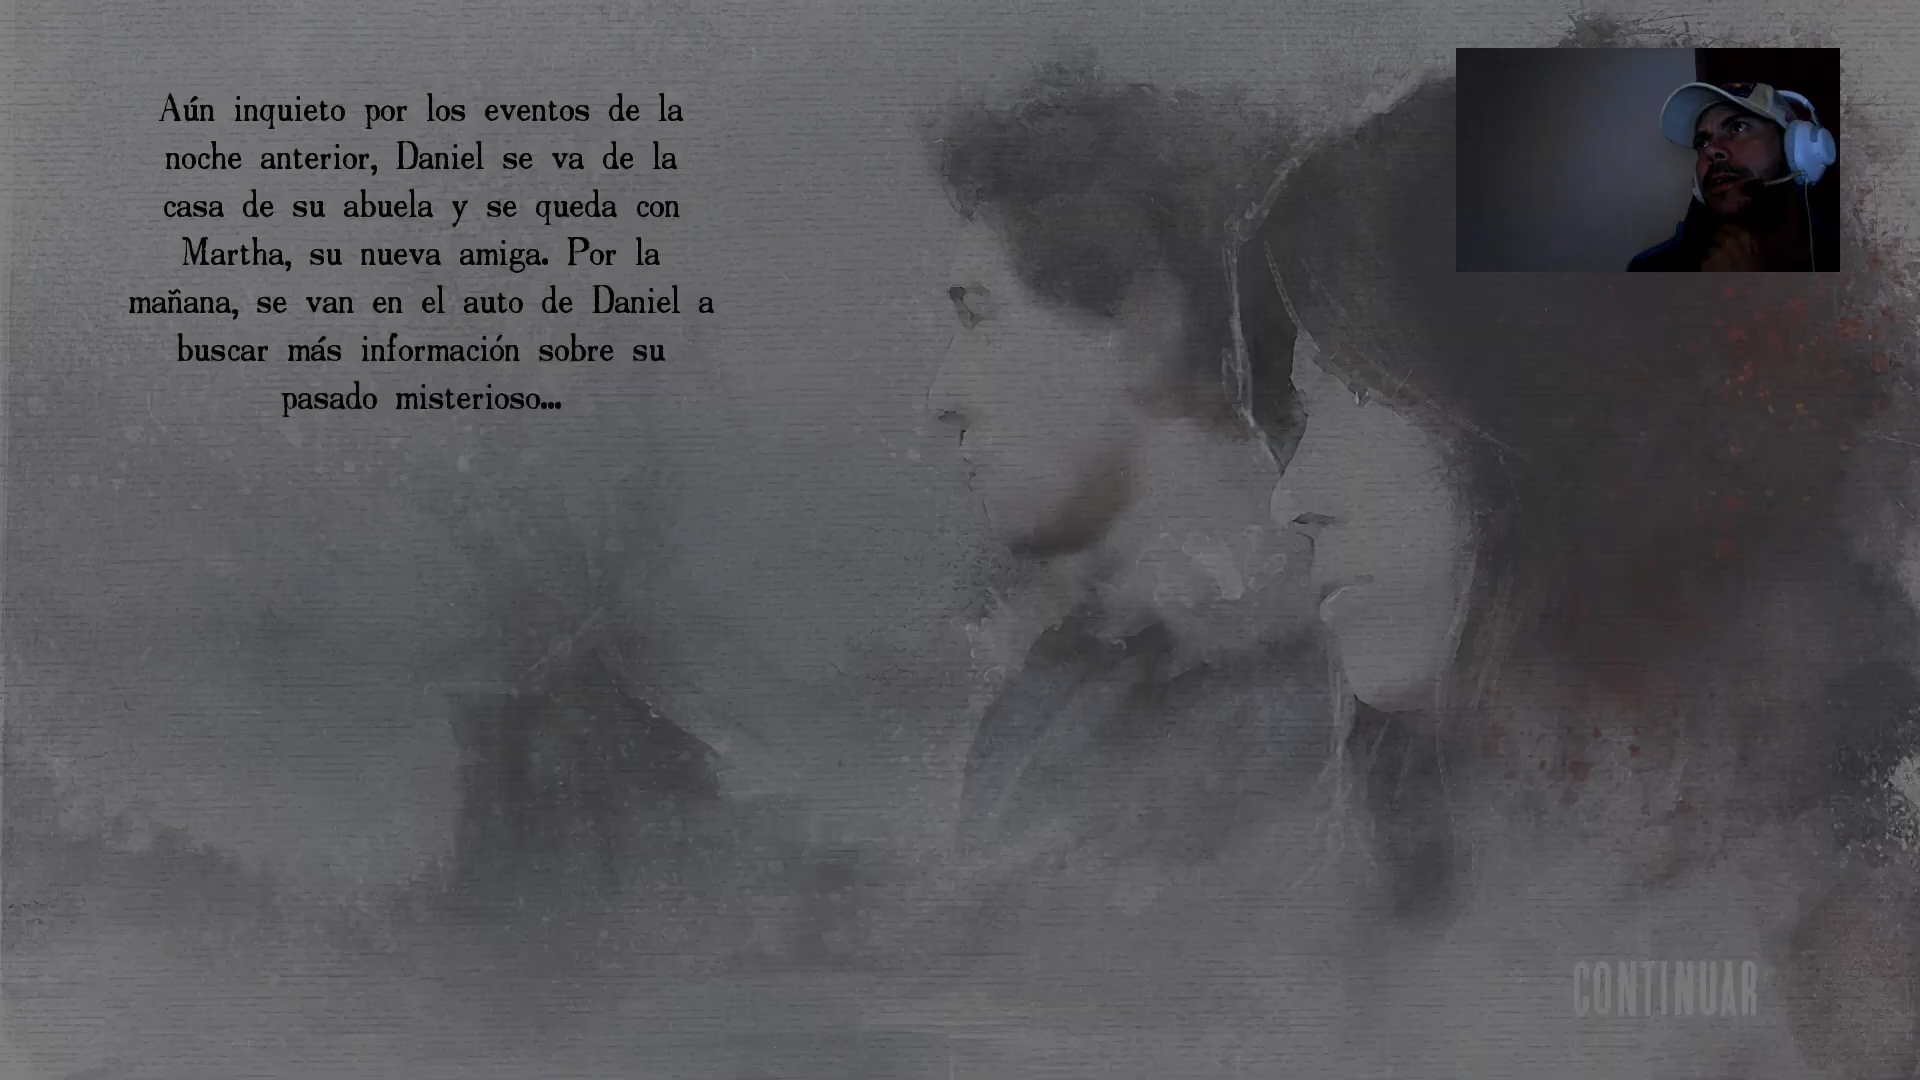 Aún inquieto por los eventos de la
noche anterior, Daniel se va de la
casa de su abuela y se queda con
Martha, su nueva amiga. Por la
mañana, se van en el auto de Daniel a
buscar más información sobre su
pasado misterioso...
CONTINUAR